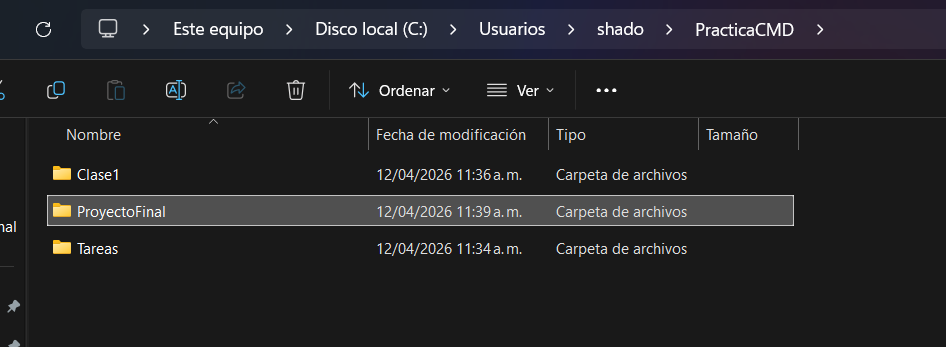 Este equipo > Disco local (C:) > Usuarios > shado > PracticaCMD >
Ordenar Ver
Nombre Fecha de modificación Tipo Tamaño
Clase1 12/04/2026 11:36 a. m. Carpeta de archivos
ProyectoFinal 12/04/2026 11:39 a. m. Carpeta de archivos
nal
Tareas 12/04/2026 11:34 a. m. Carpeta de archivos